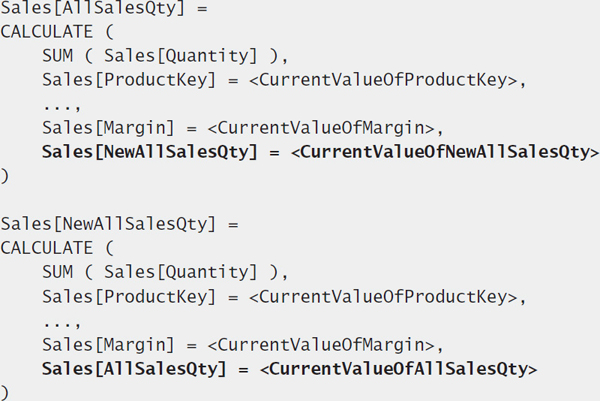 Sales[AllSalesQty] =
CALCULATE (
    SUM ( Sales[Quantity] ),
    Sales[ProductKey] = <CurrentValueOfProductKey>,
    ...,
    Sales[Margin] = <CurrentValueOfMargin>,
    Sales[NewAllSalesQty] = <CurrentValueOfNewAllSalesQty>
)

Sales[NewAllSalesQty] =
CALCULATE (
    SUM ( Sales[Quantity] ),
    Sales[ProductKey] = <CurrentValueOfProductKey>,
    ...,
    Sales[Margin] = <CurrentValueOfMargin>,
    Sales[AllSalesQty] = <CurrentValueOfAllSalesQty>
)